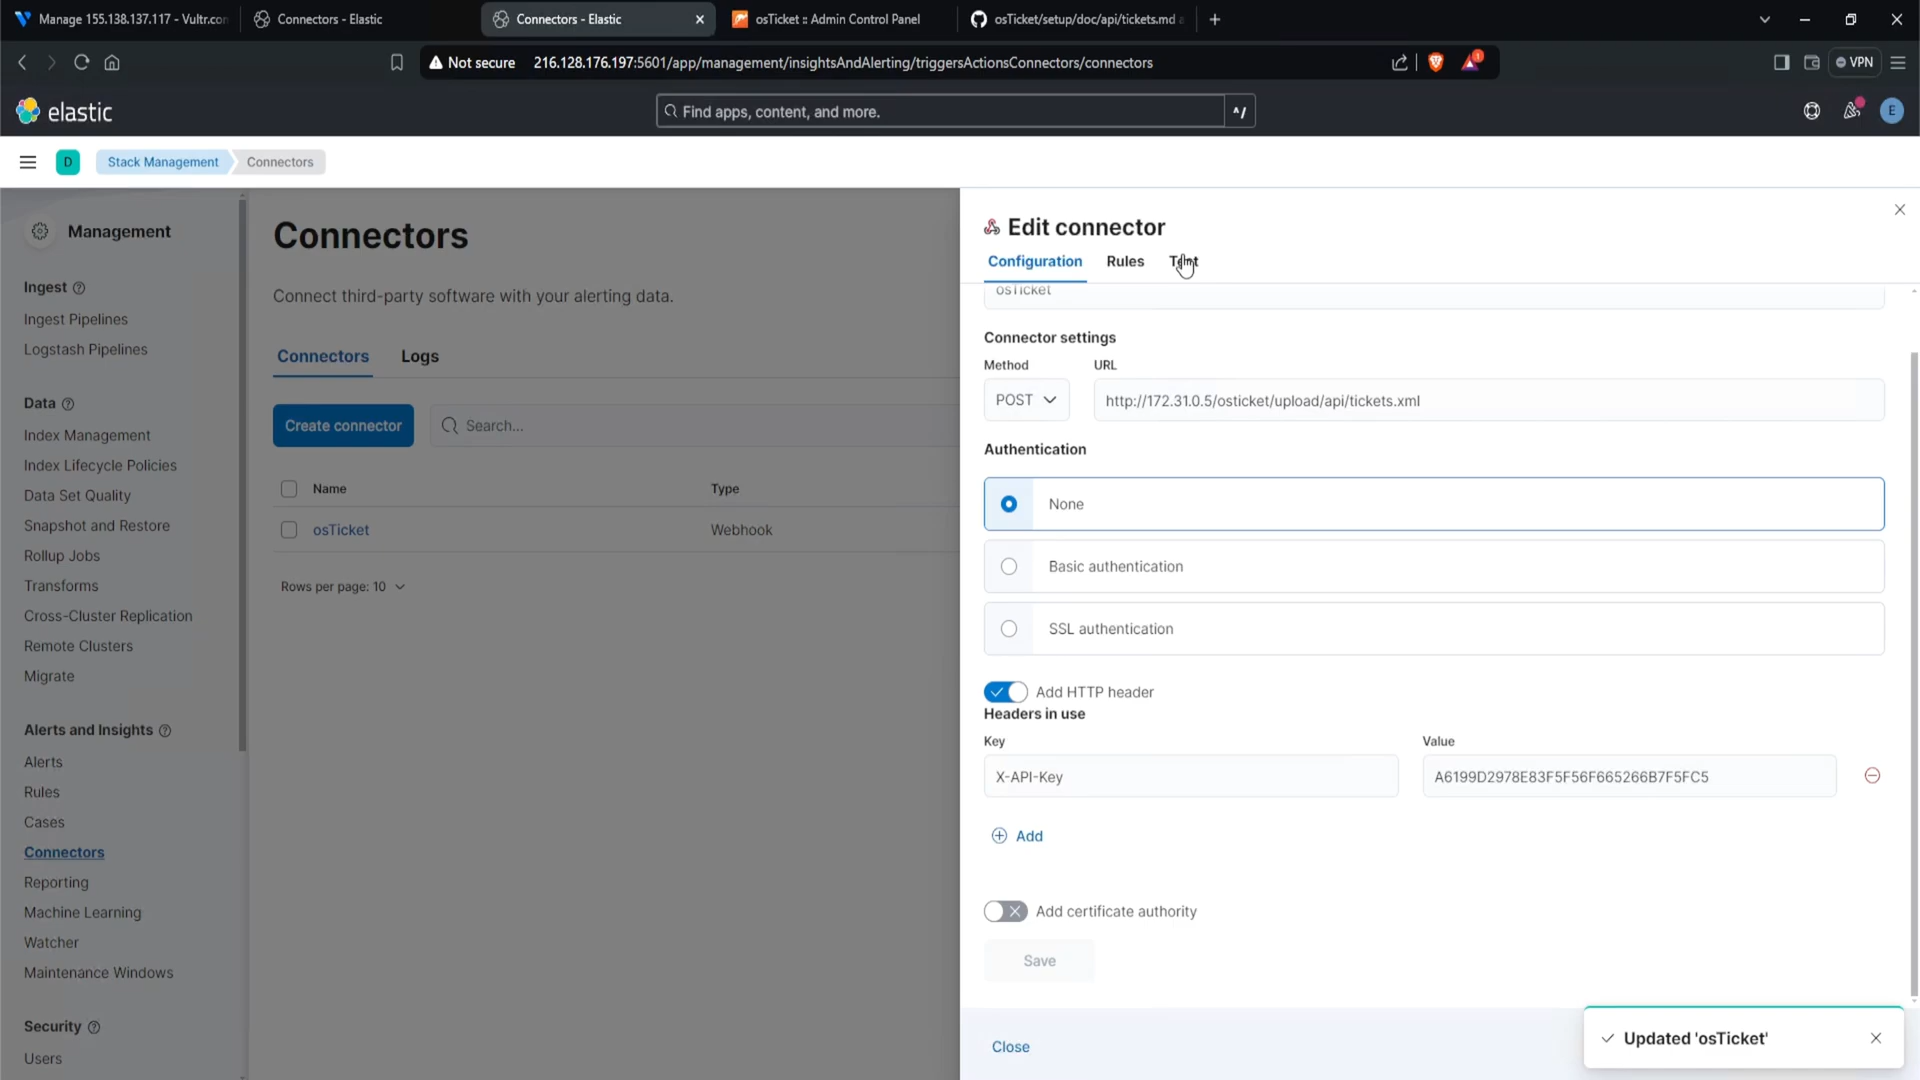 Manage 155.138.137.117 - Vultr.con
Connectors - Elastic
Connectors - Elastic
osTicket :: Admin Control Panel
osTicket/setup/doc/api/tickets.md a
Not secure
216.128.176.197:5601/app/management/insightsAndAlerting/triggersActionsConnectors/connectors
1
VPN
elastic
Find apps, content, and more.
^/
E
D
Stack Management
Connectors
Management
Ingest
Ingest Pipelines
Logstash Pipelines
Data
Index Management
Index Lifecycle Policies
Data Set Quality
Snapshot and Restore
Rollup Jobs
Transforms
Cross-Cluster Replication
Remote Clusters
Migrate
Alerts and Insights
Alerts
Rules
Cases
Connectors
Reporting
Machine Learning
Watcher
Maintenance Windows
Security
Users
Connectors
Connect third-party software with your alerting data.
Connectors
Logs
Create connector
Search...
Name
Type
osTicket
Webhook
Rows per page: 10
Edit connector
Configuration
Rules
Test
osTicket
Connector settings
Method
URL
POST
http://172.31.0.5/osticket/upload/api/tickets.xml
Authentication
None
Basic authentication
SSL authentication
Add HTTP header
Headers in use
Key
Value
X-API-Key
A6199D2978E83F5F56F665266B7F5FC5
Add
Add certificate authority
Save
Close
Updated 'osTicket'